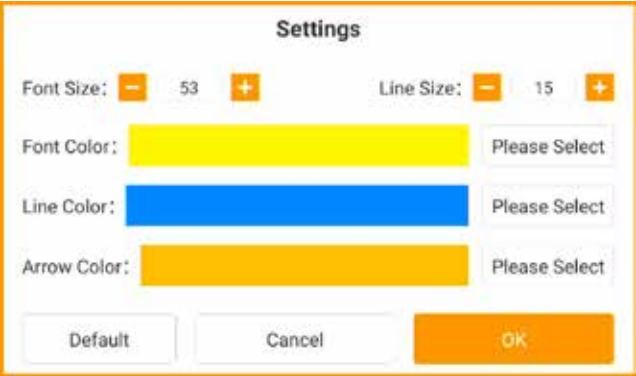 Settings
Font Size: − 53 + Line Size: − 15 +
Font Color: Please Select
Line Color: Please Select
Arrow Color: Please Select
Default Cancel OK